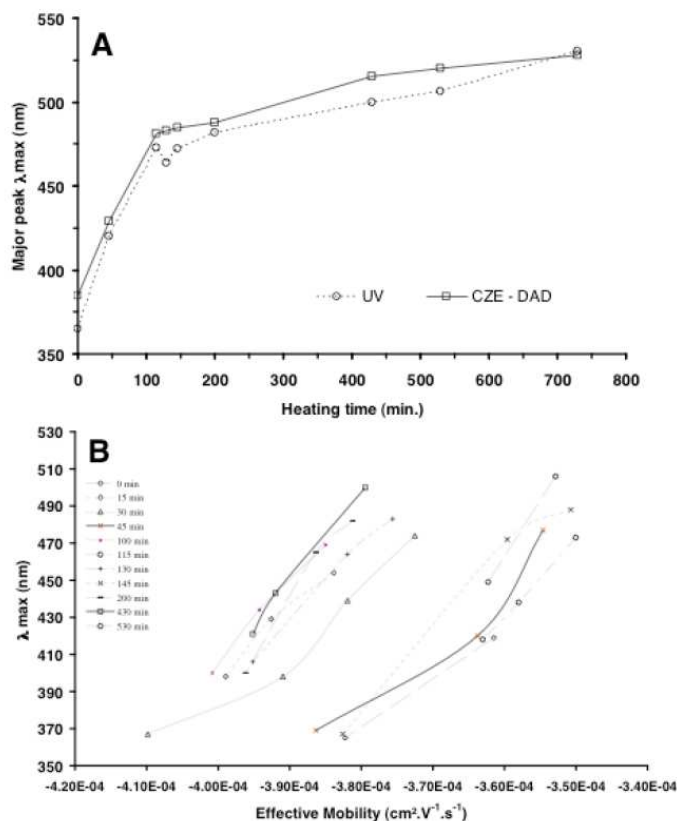 A
550
500
450
400
350
Major peak λ max (nm)
UV
CZE - DAD
0
100
200
300
400
500
600
700
800
Heating time (min.)
B
530
510
490
470
450
430
410
390
370
350
λ max (nm)
0 min
15 min
30 min
45 min
100 min
115 min
130 min
145 min
200 min
430 min
530 min
-4.20E-04
-4.10E-04
-4.00E-04
-3.90E-04
-3.80E-04
-3.70E-04
-3.60E-04
-3.50E-04
-3.40E-04
Effective Mobility (cm².V⁻¹.s⁻¹)